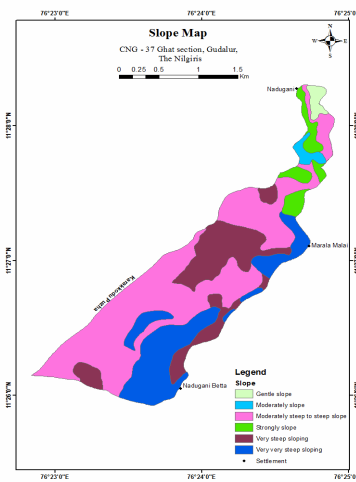 76°23'0"E 76°24'0"E 76°25'0"E
Slope Map
CNG - 37 Ghat section, Gudalur,
The Nilgiris
0 0.25 0.5 1 1.5
Km
N
W E
S
Nadugani
11°28'0"N
Marala Malai
11°27'0"N
Nadugani Betta
11°26'0"N
Legend
Slope
Gentle slope
Moderately slope
Moderately steep to steep slope
Strongly slope
Very steep sloping
Very very steep sloping
Settlement
76°23'0"E 76°24'0"E 76°25'0"E